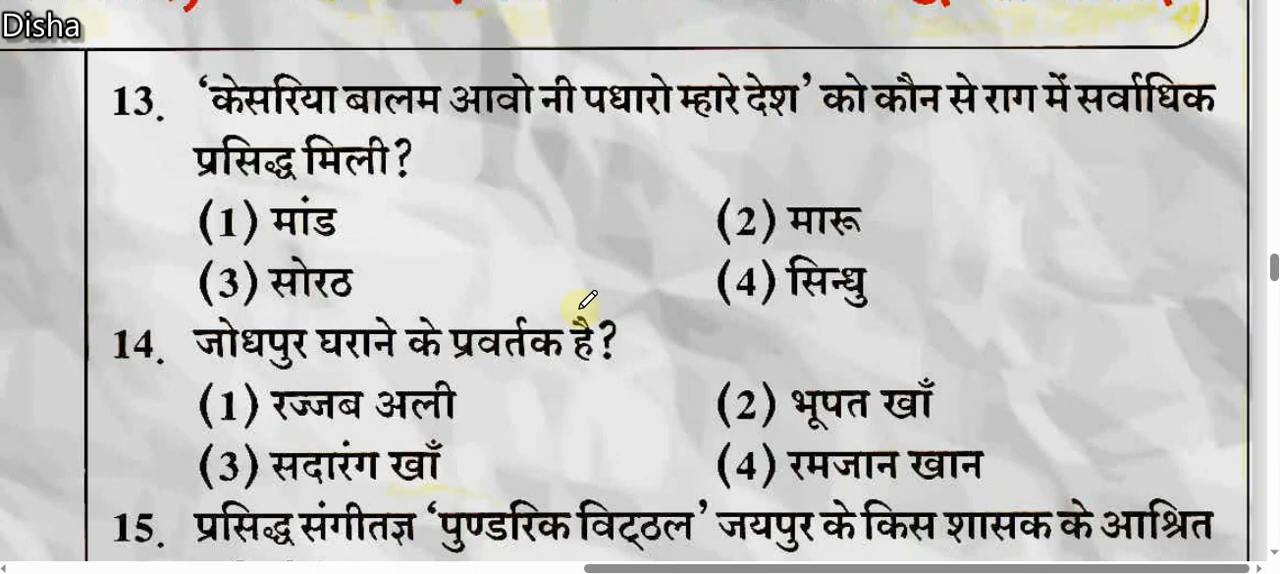 Disha
13. ‘केसरिया बालम आवो नी पधारो म्हारे देश’ को कौन से राग में सर्वाधिक
प्रसिद्ध मिली?
(1) मांड (2) मारू
(3) सोरठ (4) सिन्धु
14. जोधपुर घराने के प्रवर्तक है?
(1) रज्जब अली (2) भूपत खाँ
(3) सदारंग खाँ (4) रमजान खान
15. प्रसिद्ध संगीतज्ञ ‘पुण्डरिक विट्ठल’ जयपुर के किस शासक के आश्रित